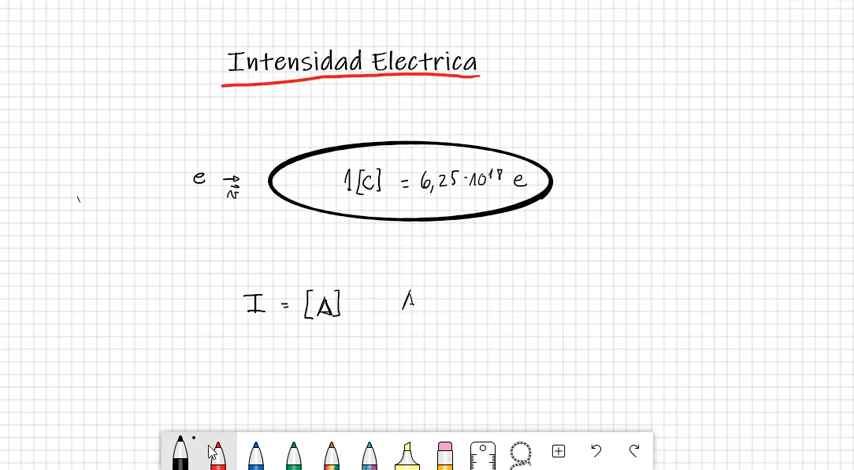 Intensidad Electrica
e → 1[C] = 6,25·10¹⁸ e
I = [A]